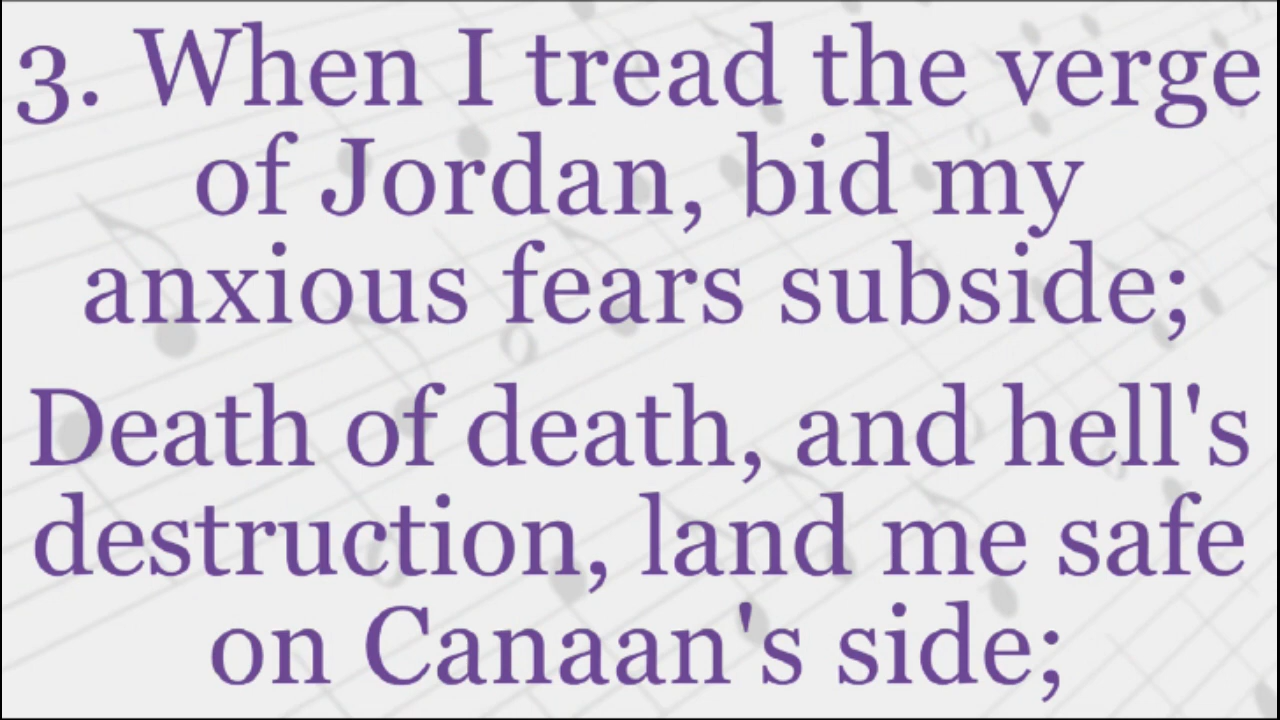 3. When I tread the verge
of Jordan, bid my
anxious fears subside;
Death of death, and hell's
destruction, land me safe
on Canaan's side;